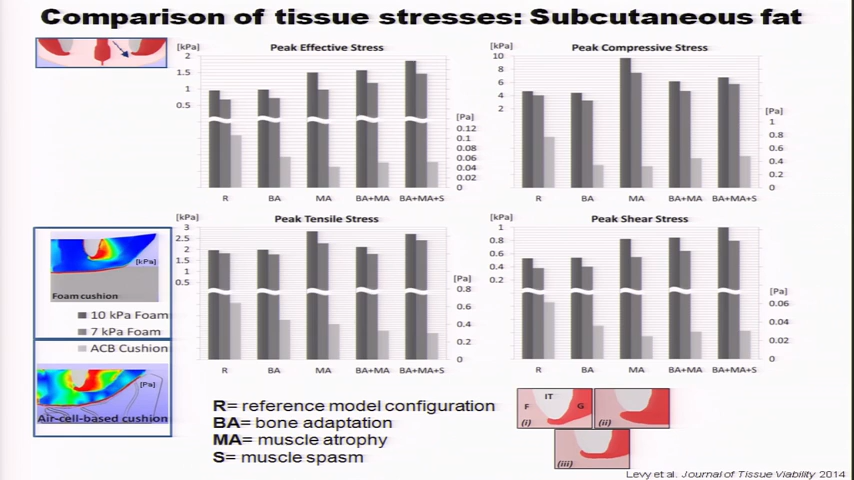 Comparison of tissue stresses: Subcutaneous fat
[kPa]
Peak Effective Stress
2
1.5
1
0.5
[Pa]
0.12
0.1
0.08
0.06
0.04
0.02
0
R BA MA BA+MA BA+MA+S
[kPa]
Peak Compressive Stress
10
8
6
4
2
[Pa]
1
0.8
0.6
0.4
0.2
0
R BA MA BA+MA BA+MA+S
[kPa]
Peak Tensile Stress
3
2.5
2
1.5
1
0.5
[Pa]
0.8
0.6
0.4
0.2
0
R BA MA BA+MA BA+MA+S
[kPa]
Peak Shear Stress
1
0.8
0.6
0.4
0.2
[Pa]
0.06
0.04
0.02
0
R BA MA BA+MA BA+MA+S
[kPa]
Foam cushion
10 kPa Foam
7 kPa Foam
ACB Cushion
[Pa]
Air-cell-based cushion
R= reference model configuration
BA= bone adaptation
MA= muscle atrophy
S= muscle spasm
IT
F G
(i) (ii)
(iii)
Levy et al. Journal of Tissue Viability 2014